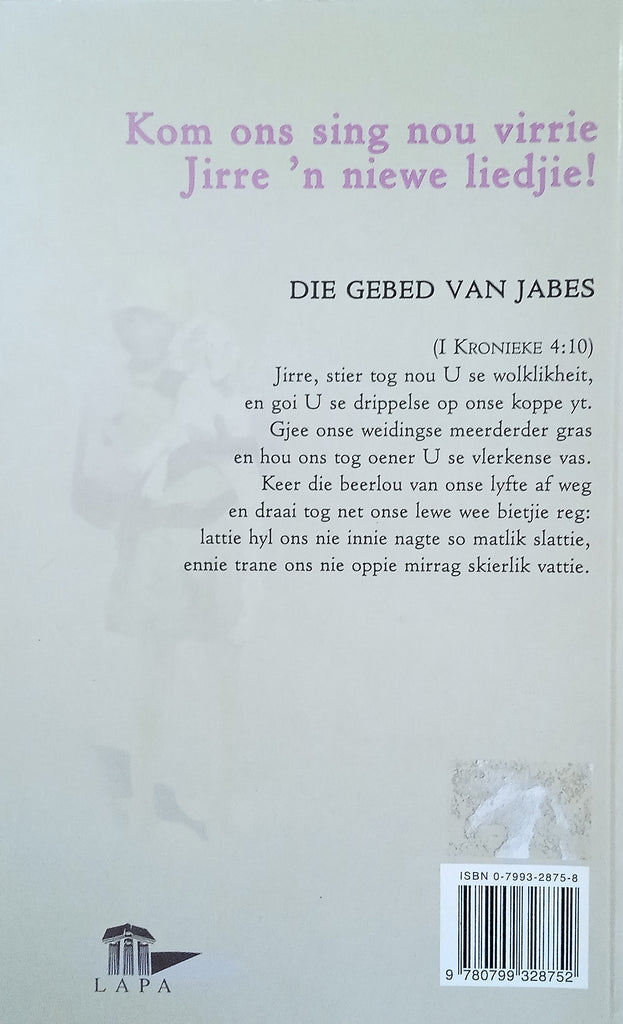 Kom ons sing nou virrie
Jirre 'n niewe liedjie!
DIE GEBED VAN JABES
(I KRONIEKE 4:10)
Jirre, stier tog nou U se wolklikheit,
en goi U se drippelse op onse koppe yt.
Gjee onse weidingse meerderder gras
en hou ons tog oener U se vlerkense vas.
Keer die beerlou van onse lyfte af weg
en draai tog net onse lewe wee bietjie reg:
lattie hyl ons nie innie nagte so matlik slattie,
ennie trane ons nie oppie mirrag skierlik vattie.
ISBN 0-7993-2875-8
9 780799 328752
LAPA